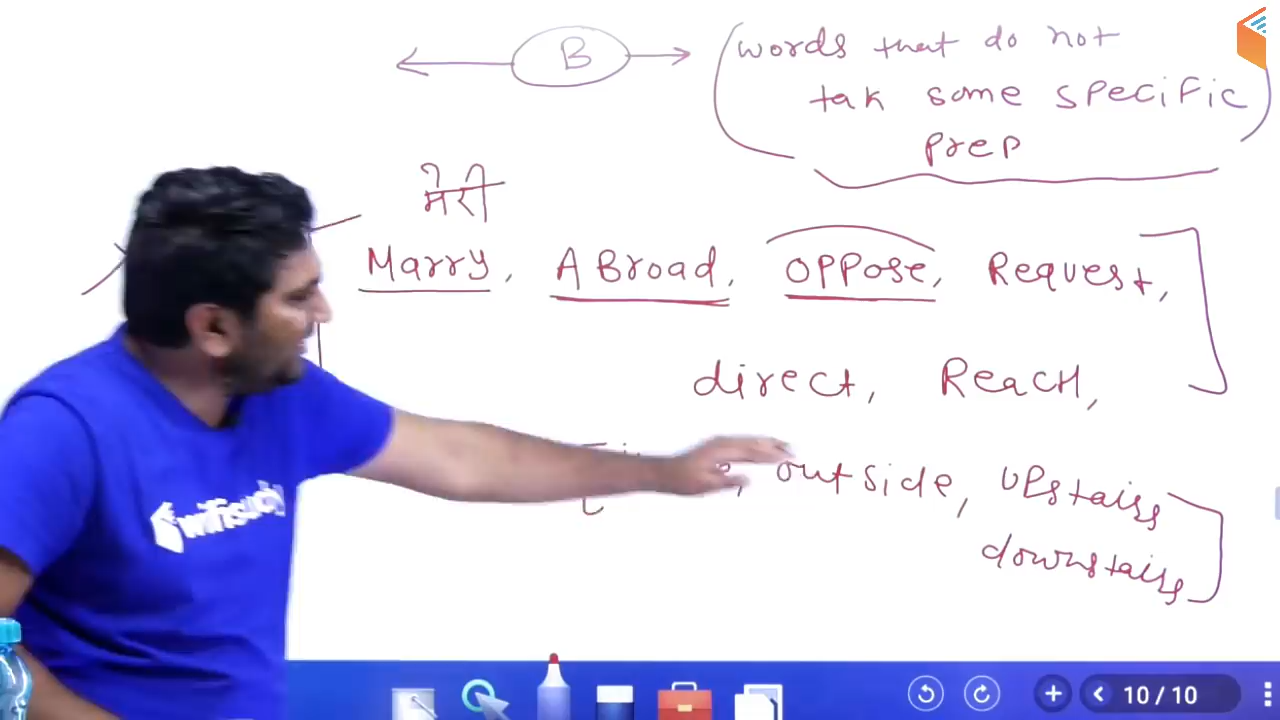 B
words that do not
tak some specific
prep
मेरी
Marry, ABroad, OPPose, Request,
direct, Reach,
outside, upstairs
downstairs
wifistudy
10 / 10